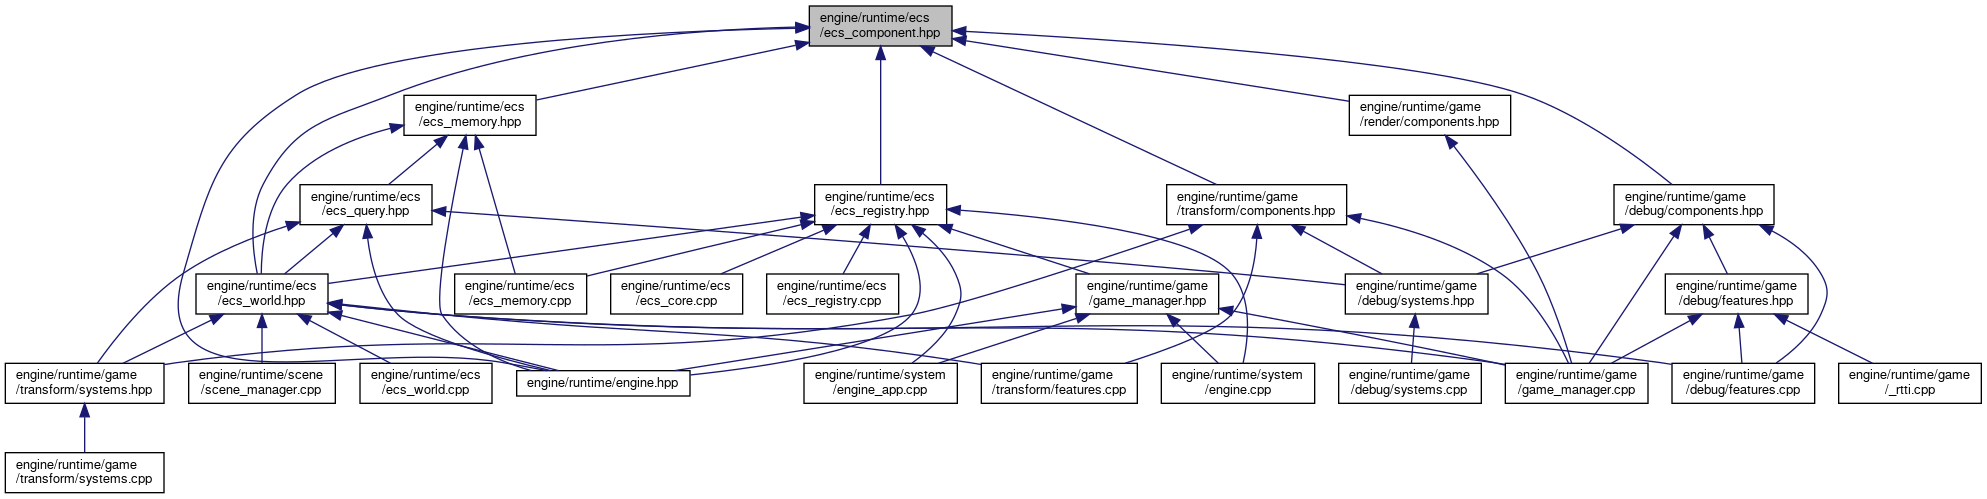 engine/runtime/ecs
/ecs_component.hpp
engine/runtime/ecs
/ecs_memory.hpp
engine/runtime/game
/render/components.hpp
engine/runtime/ecs
/ecs_query.hpp
engine/runtime/ecs
/ecs_registry.hpp
engine/runtime/game
/transform/components.hpp
engine/runtime/game
/debug/components.hpp
engine/runtime/ecs
/ecs_world.hpp
engine/runtime/ecs
/ecs_memory.cpp
engine/runtime/ecs
/ecs_core.cpp
engine/runtime/ecs
/ecs_registry.cpp
engine/runtime/game
/game_manager.hpp
engine/runtime/game
/debug/systems.hpp
engine/runtime/game
/debug/features.hpp
engine/runtime/game
/transform/systems.hpp
engine/runtime/scene
/scene_manager.cpp
engine/runtime/ecs
/ecs_world.cpp
engine/runtime/engine.hpp
engine/runtime/system
/engine_app.cpp
engine/runtime/game
/transform/features.cpp
engine/runtime/system
/engine.cpp
engine/runtime/game
/debug/systems.cpp
engine/runtime/game
/game_manager.cpp
engine/runtime/game
/debug/features.cpp
engine/runtime/game
/_rtti.cpp
engine/runtime/game
/transform/systems.cpp